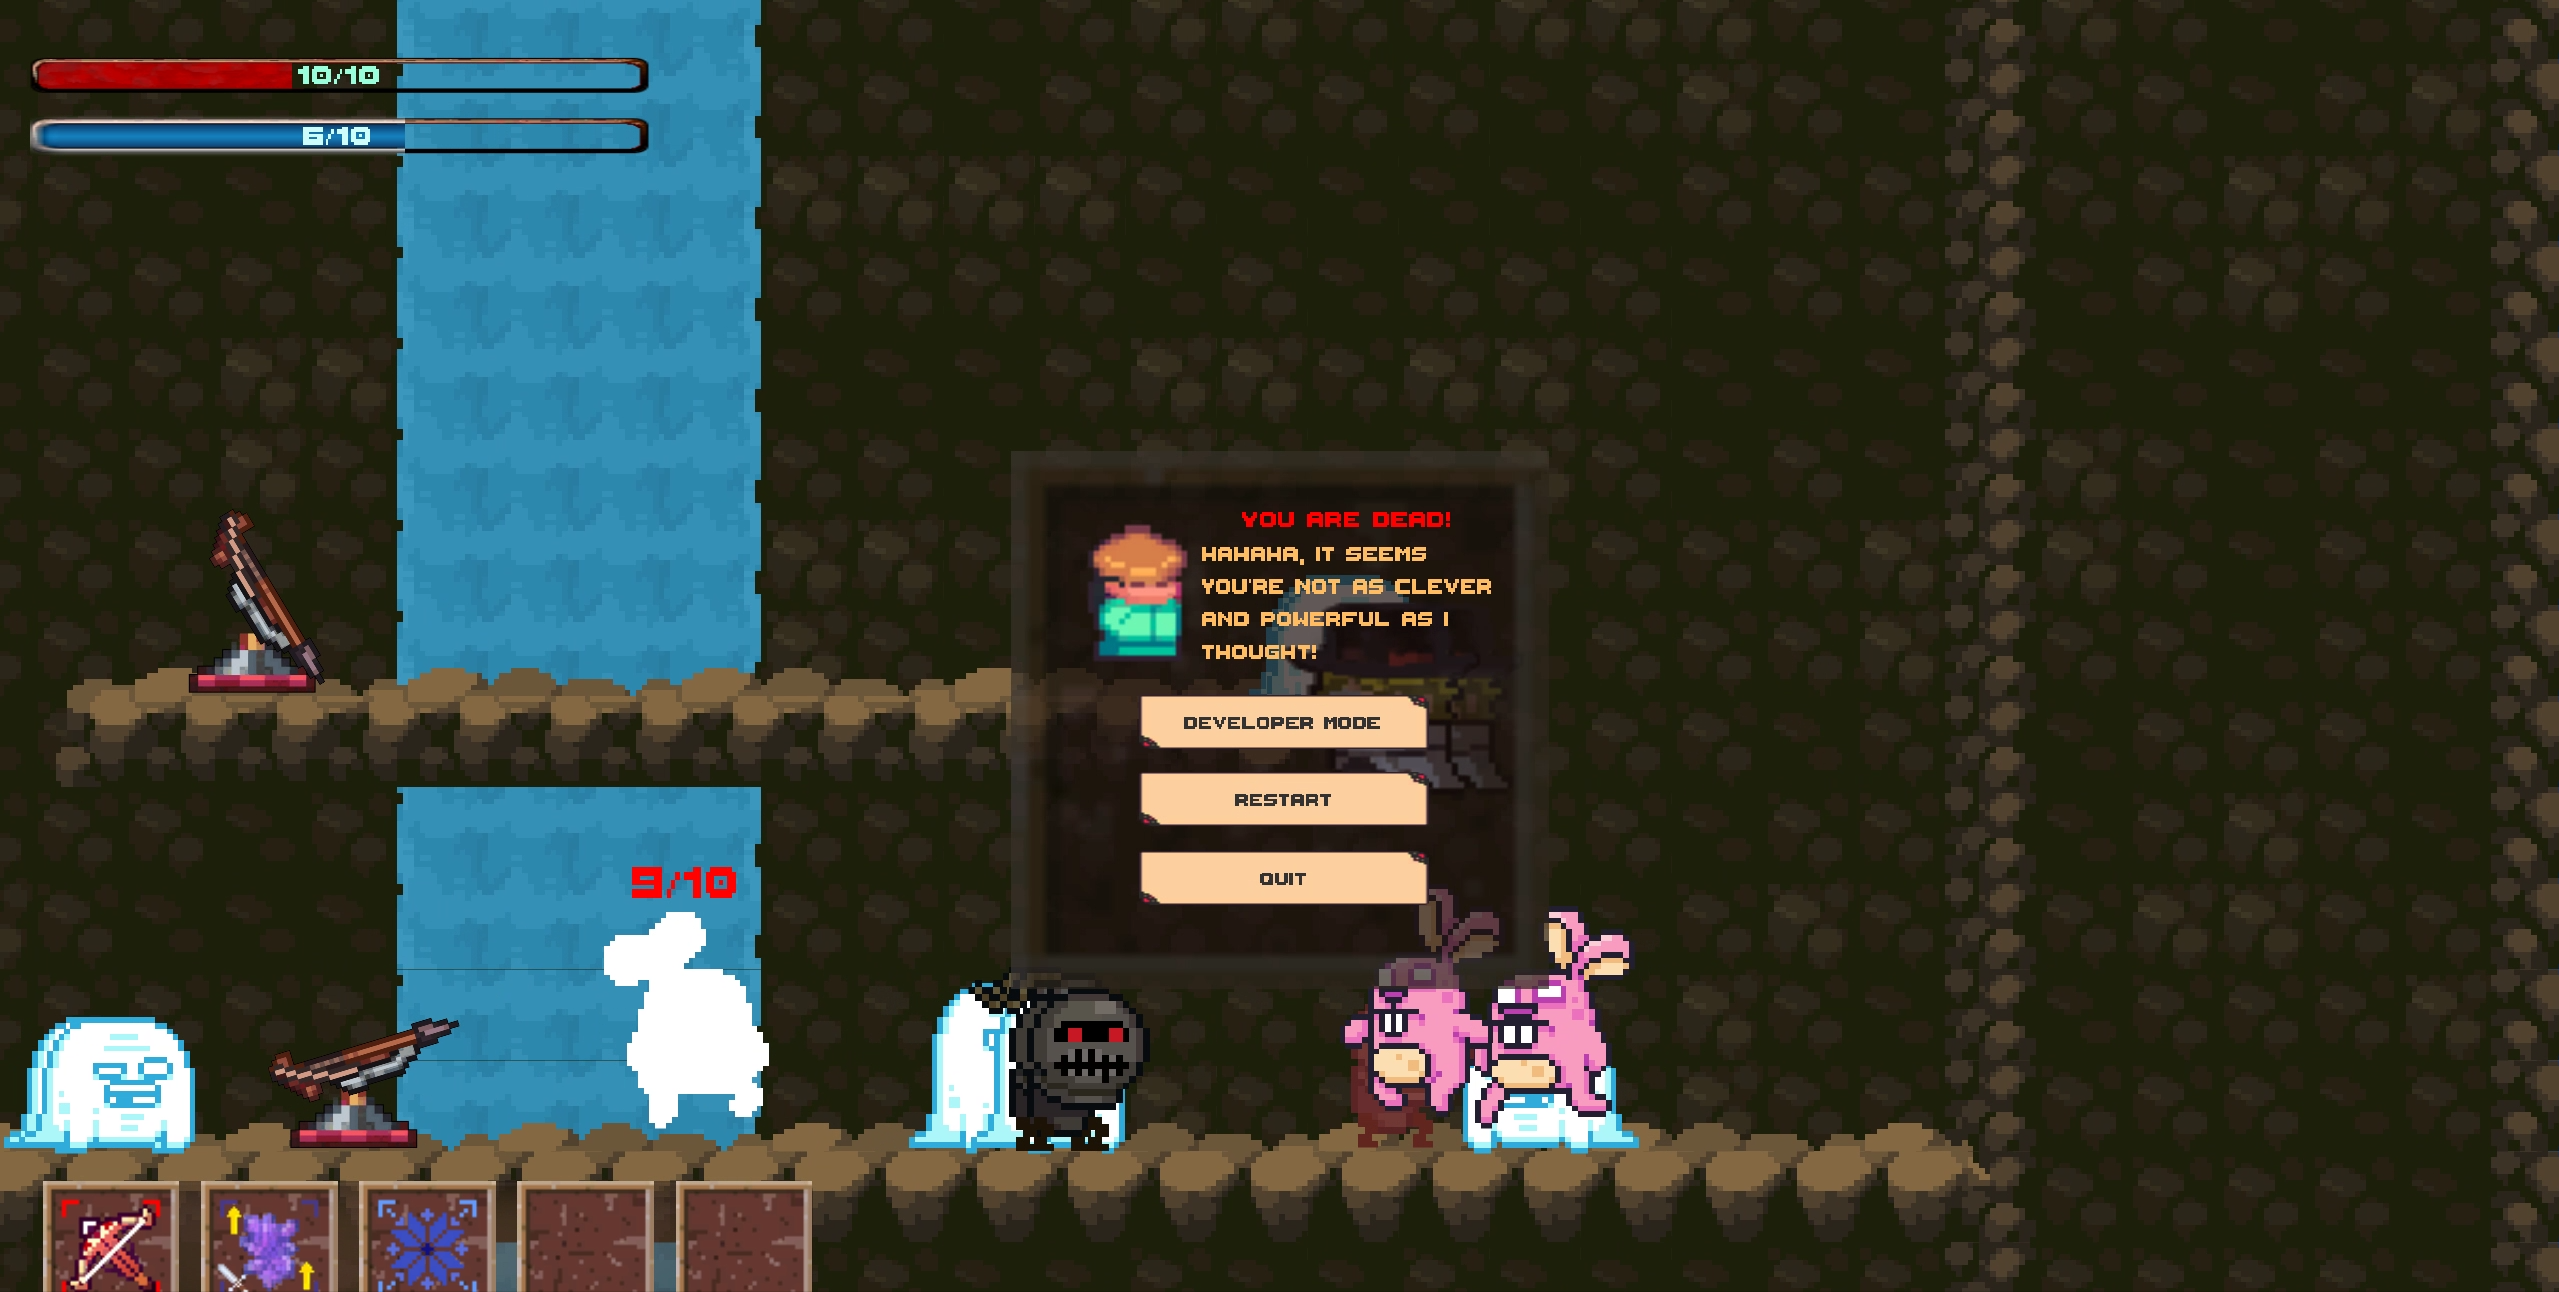 10/10
6/10
YOU ARE DEAD!
HAHAHA, IT SEEMS
YOU'RE NOT AS CLEVER
AND POWERFUL AS I
THOUGHT!
DEVELOPER MODE
RESTART
QUIT
9/10